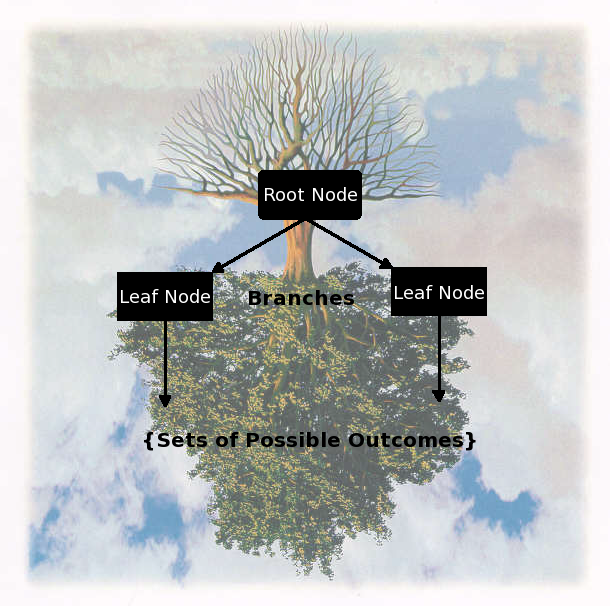 Root Node
Leaf Node
Branches
Leaf Node
{Sets of Possible Outcomes}